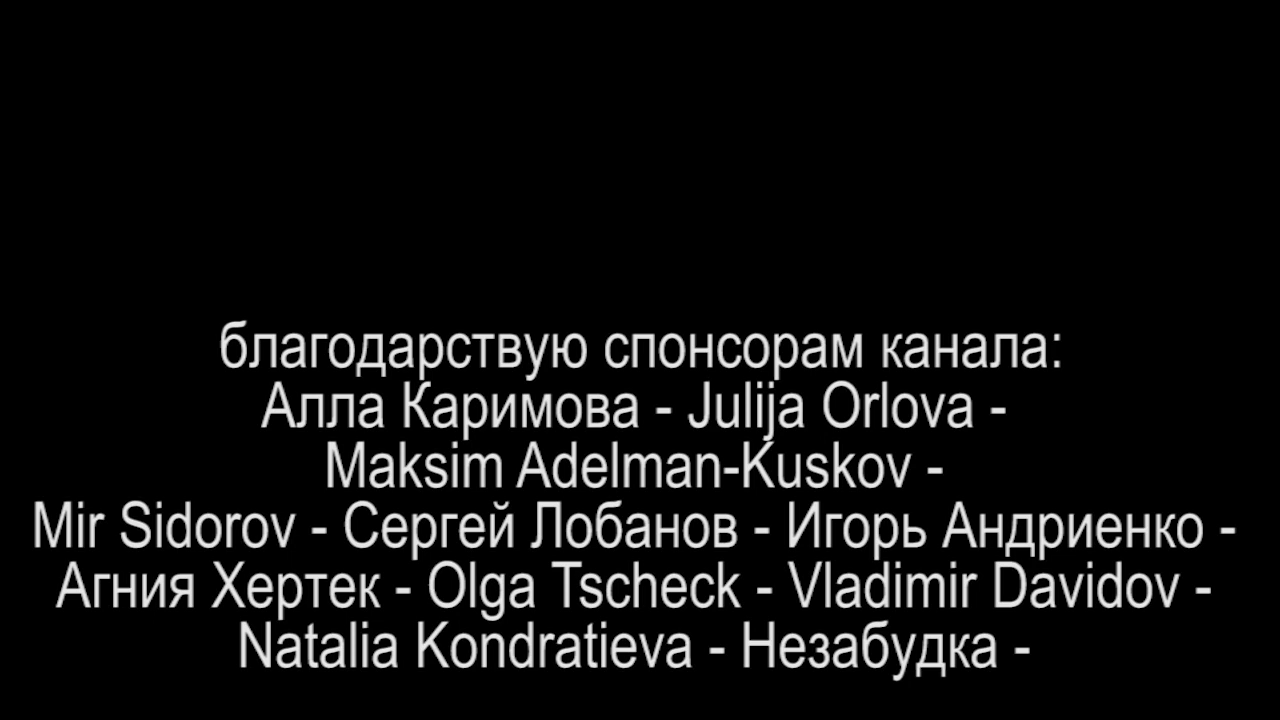 благодарствую спонсорам канала:
Алла Каримова - Julija Orlova -
Maksim Adelman-Kuskov -
Mir Sidorov - Сергей Лобанов - Игорь Андриенко -
Агния Хертек - Olga Tscheck - Vladimir Davidov -
Natalia Kondratieva - Незабудка -